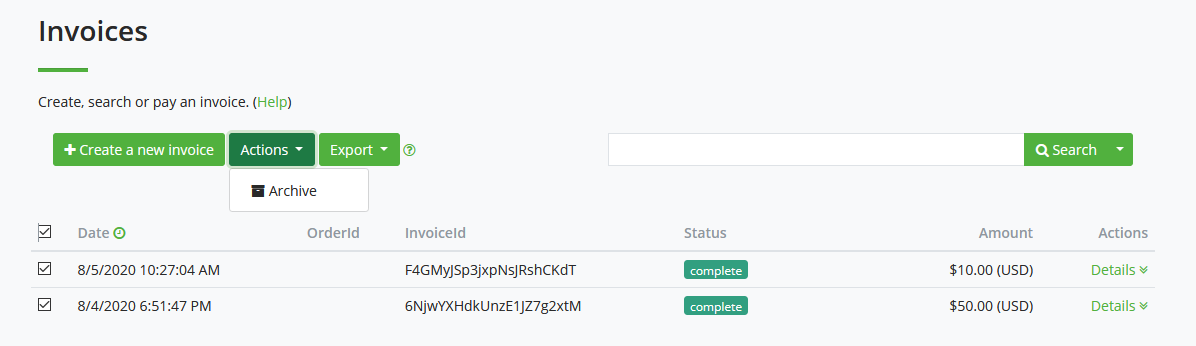 Invoices
Create, search or pay an invoice. (Help)
Create a new invoice Actions Export Search
Archive
Date OrderId InvoiceId Status Amount Actions
8/5/2020 10:27:04 AM F4GMyJSp3jxpNsJRshCKdT complete $10.00 (USD) Details
8/4/2020 6:51:47 PM 6NjwYXHdkUnzE1JZ7g2xtM complete $50.00 (USD) Details